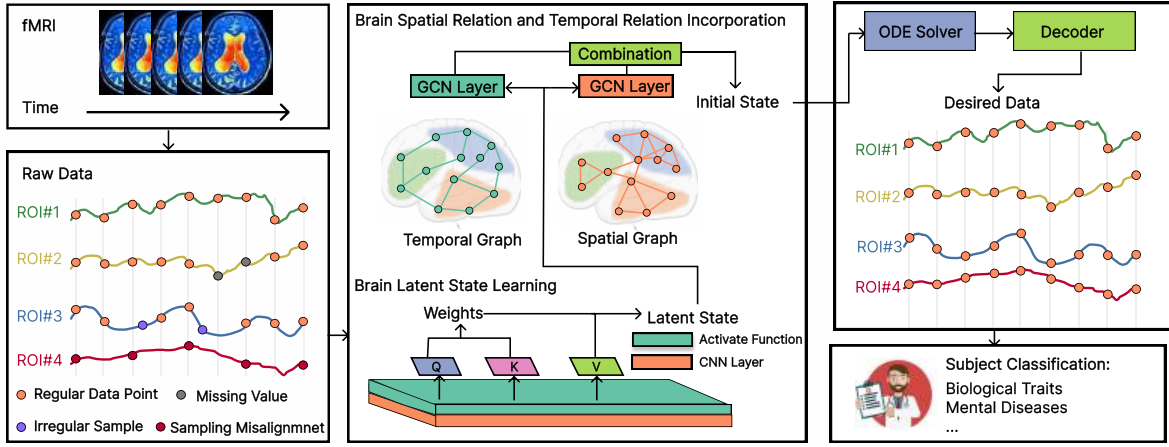 fMRI
Time
Raw Data
ROI#1
ROI#2
ROI#3
ROI#4
Regular Data Point
Missing Value
Irregular Sample
Sampling Misalignmnet
Brain Spatial Relation and Temporal Relation Incorporation
Combination
GCN Layer
GCN Layer
Initial State
Temporal Graph
Spatial Graph
Brain Latent State Learning
Weights
Latent State
Activate Function
CNN Layer
Q
K
V
ODE Solver
Decoder
Desired Data
ROI#1
ROI#2
ROI#3
ROI#4
Subject Classification:
Biological Traits
Mental Diseases
...